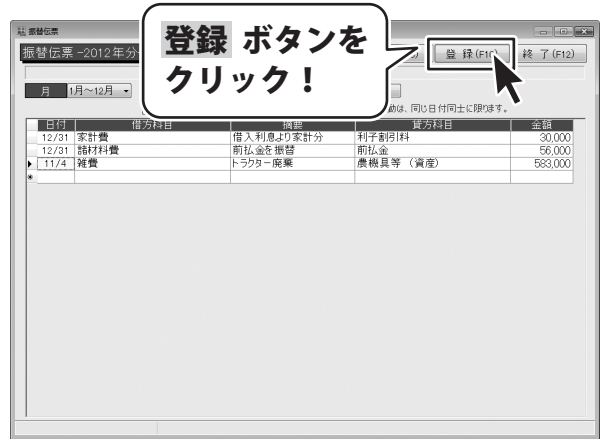 振替伝票
登録 ボタンを
クリック！
振替伝票 -2012年分
登 録(F10)
終 了(F12)
月 1月～12月
動は、同じ日付同士に限ります。
日付 借方科目 摘要 貸方科目 金額
12/31 家計費 借入利息より家計分 利子割引料 30,000
12/31 諸材料費 前払金を振替 前払金 56,000
11/4 雑費 トラクター廃棄 農機具等 (資産) 583,000